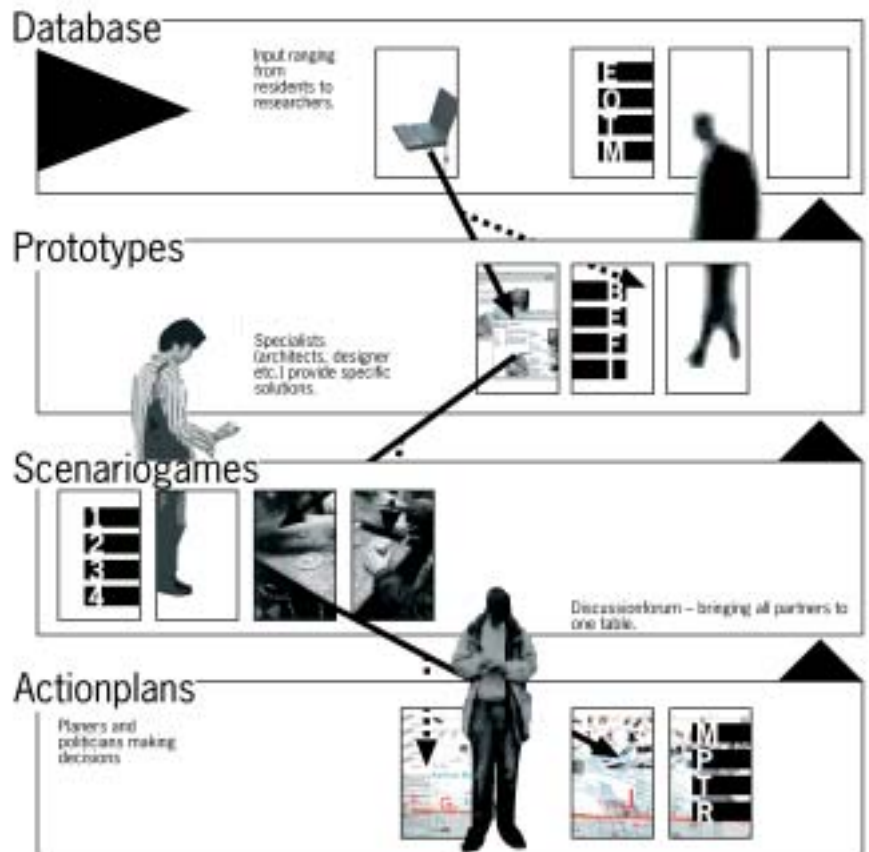 Database
Input ranging
from
residents to
researchers.
E
O
T
M
Prototypes
Specialists
(architects, designer
etc.) provide specific
solutions.
B
E
L
I
Scenariogames
1
2
3
4
Discussionforum – bringing all partners to
one table.
Actionplans
Planers and
politicians making
decisions
G
M
P
T
R